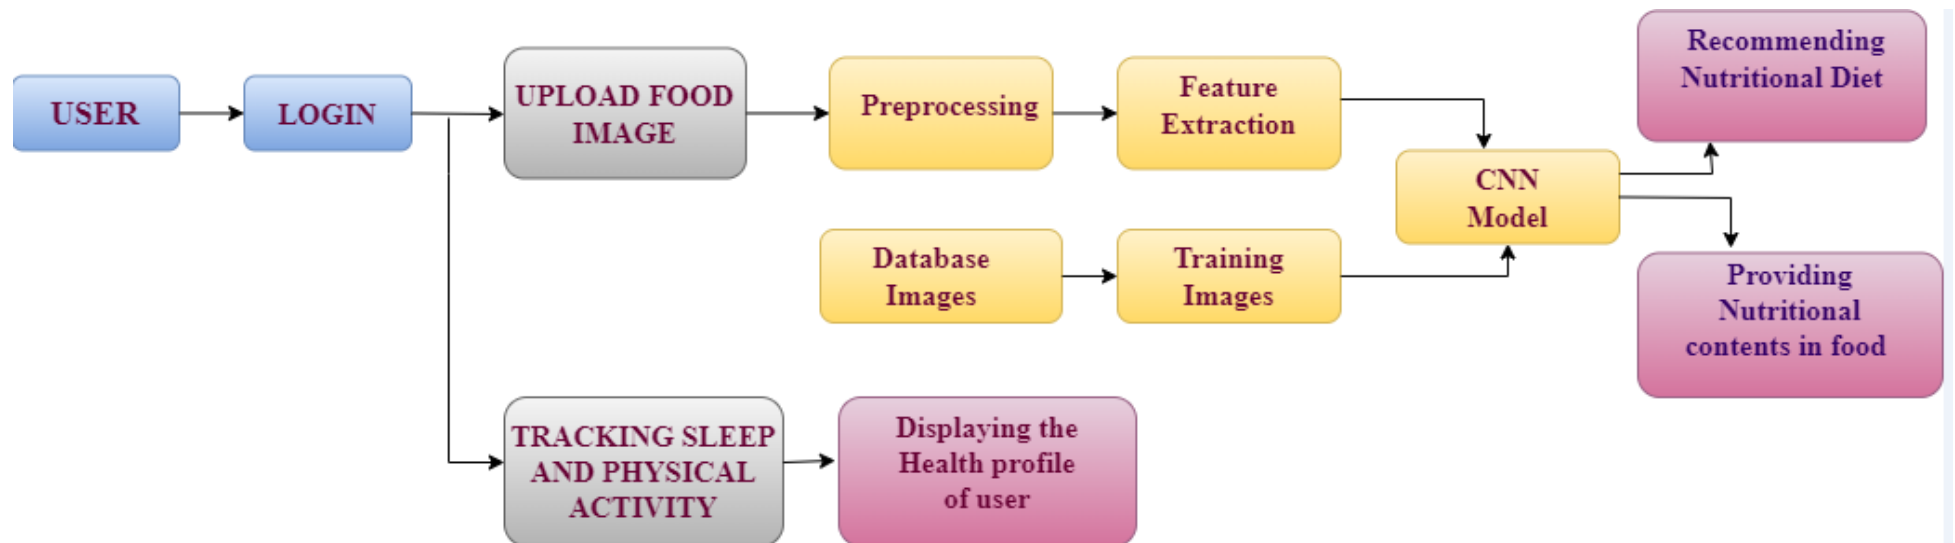 USER
LOGIN
UPLOAD FOOD
IMAGE
Preprocessing
Feature
Extraction
CNN
Model
Recommending
Nutritional Diet
Database
Images
Training
Images
Providing
Nutritional
contents in food
TRACKING SLEEP
AND PHYSICAL
ACTIVITY
Displaying the
Health profile
of user